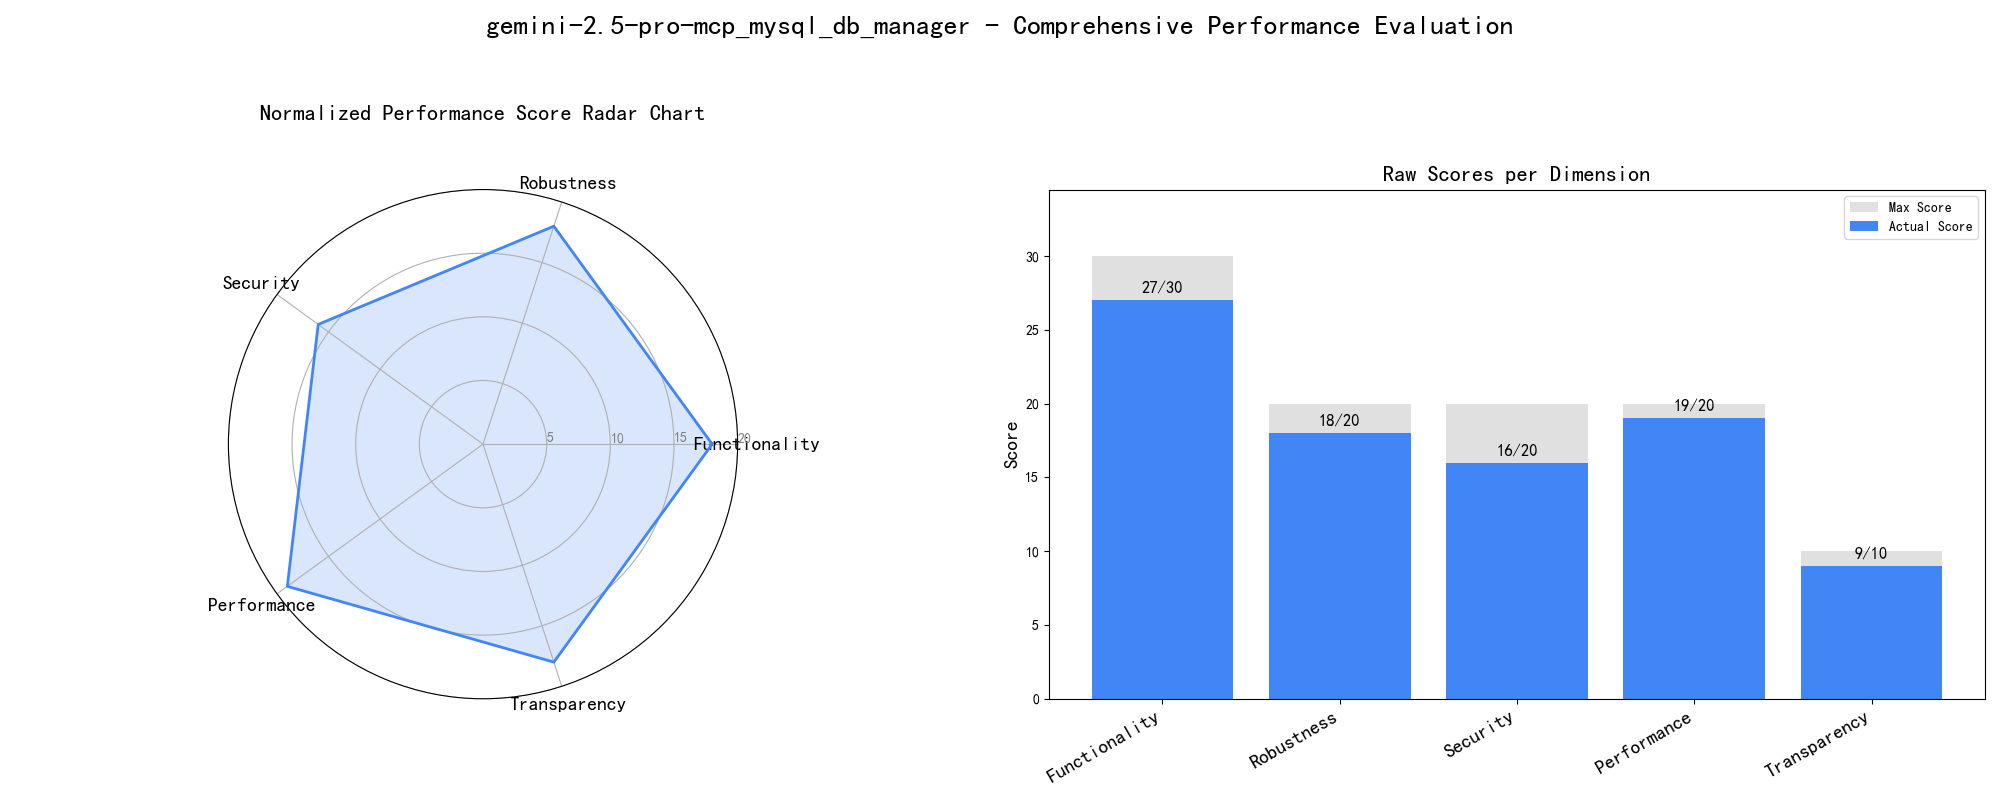 gemini-2.5-pro-mcp_mysql_db_manager - Comprehensive Performance Evaluation
Normalized Performance Score Radar Chart
Robustness
Security
Functionality
Performance
Transparency
5
10
15
20
Raw Scores per Dimension
Max Score
Actual Score
Score
30
25
20
15
10
5
0
27/30
18/20
16/20
19/20
9/10
Functionality
Robustness
Security
Performance
Transparency